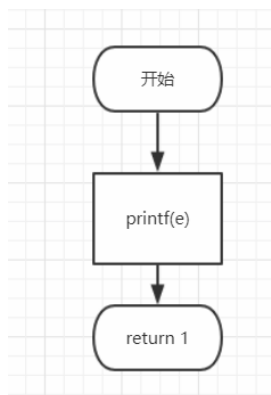 开始
printf(e)
return 1